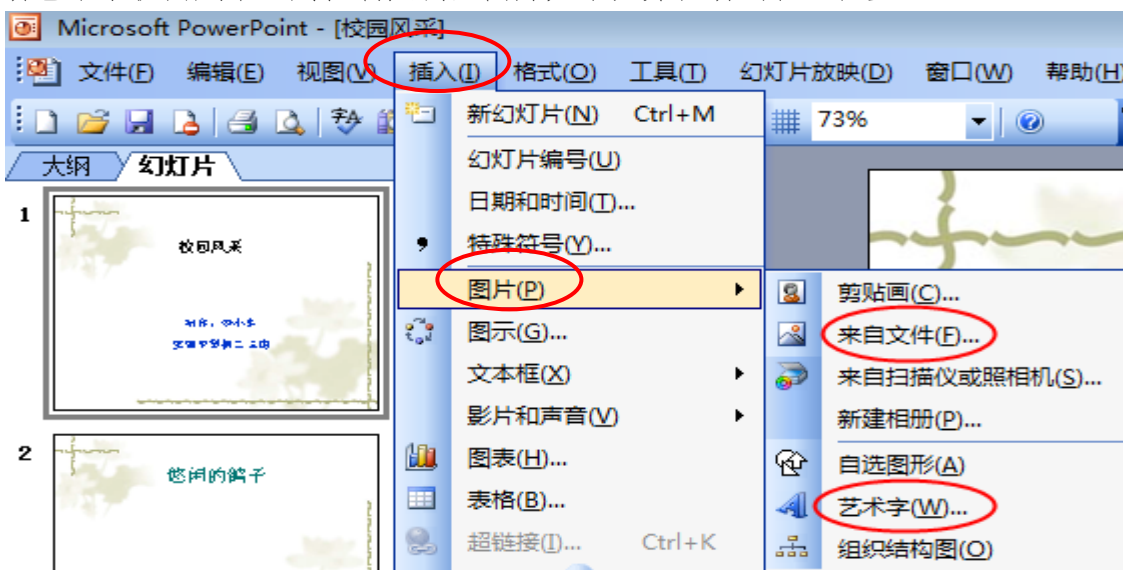 Microsoft PowerPoint - [校园风采]
文件(F) 编辑(E) 视图(V) 插入(I) 格式(O) 工具(T) 幻灯片放映(D) 窗口(W) 帮助(H
73%
大纲 幻灯片
新幻灯片(N) Ctrl+M
幻灯片编号(U)
日期和时间(T)...
特殊符号(Y)...
图片(P)
图示(G)...
文本框(X)
影片和声音(V)
图表(H)...
表格(B)...
超链接(I)... Ctrl+K
剪贴画(C)...
来自文件(F)...
来自扫描仪或照相机(S)...
新建相册(P)...
自选图形(A)
艺术字(W)...
组织结构图(O)
1
校园风采
2
悠闲的鸽子